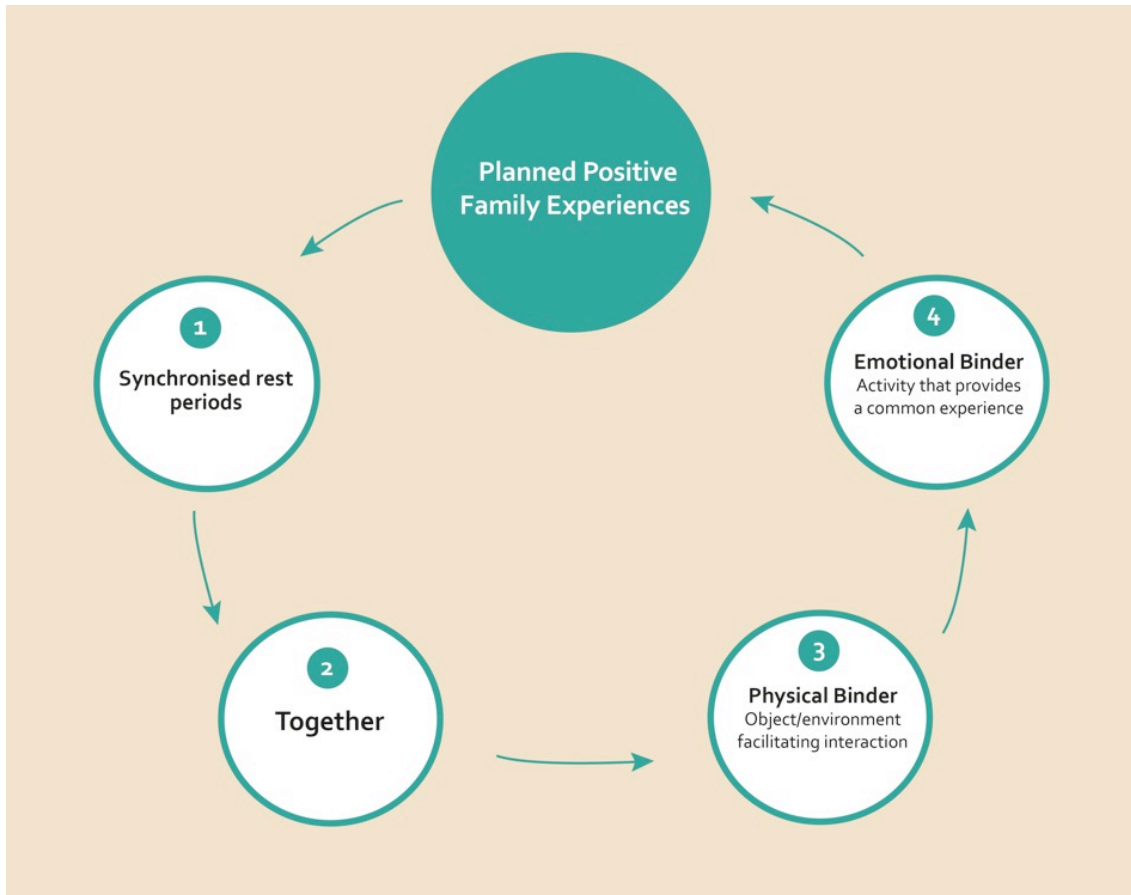 Planned Positive
Family Experiences
1
Synchronised rest
periods
2
Together
3
Physical Binder
Object/environment
facilitating interaction
4
Emotional Binder
Activity that provides
a common experience